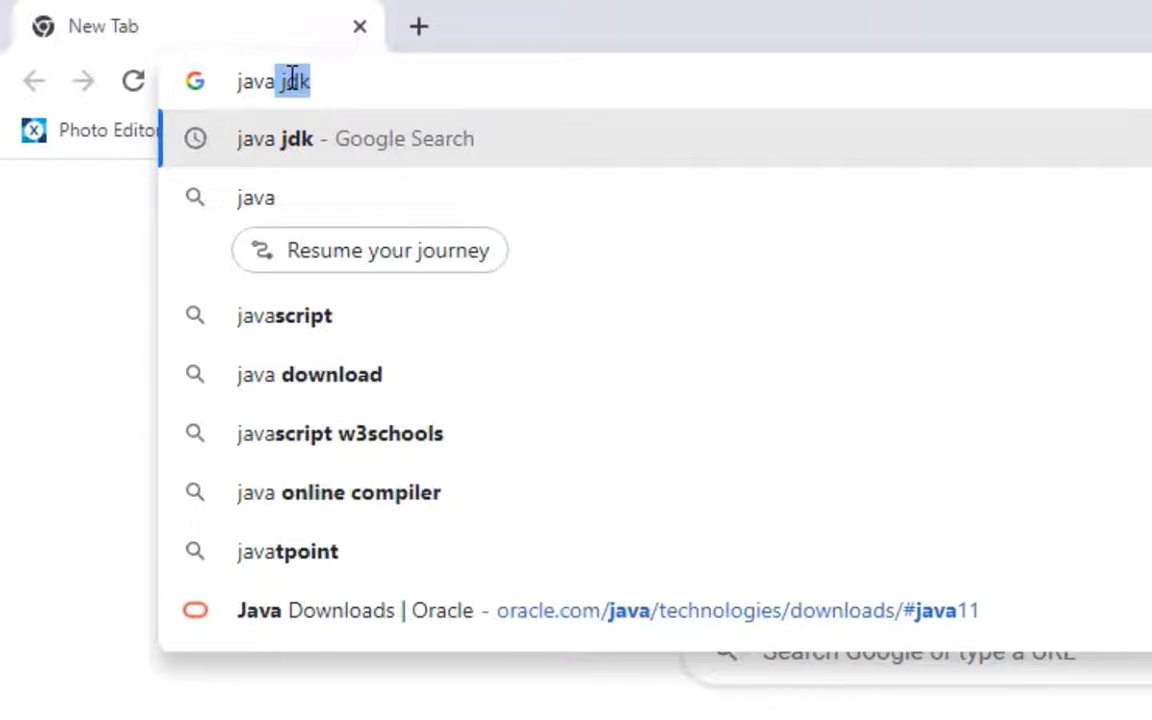 New Tab
java jdk
Photo Editor
java jdk - Google Search
java
Resume your journey
javascript
java download
javascript w3schools
java online compiler
javatpoint
Java Downloads | Oracle - oracle.com/java/technologies/downloads/#java11
Search Google or type a URL